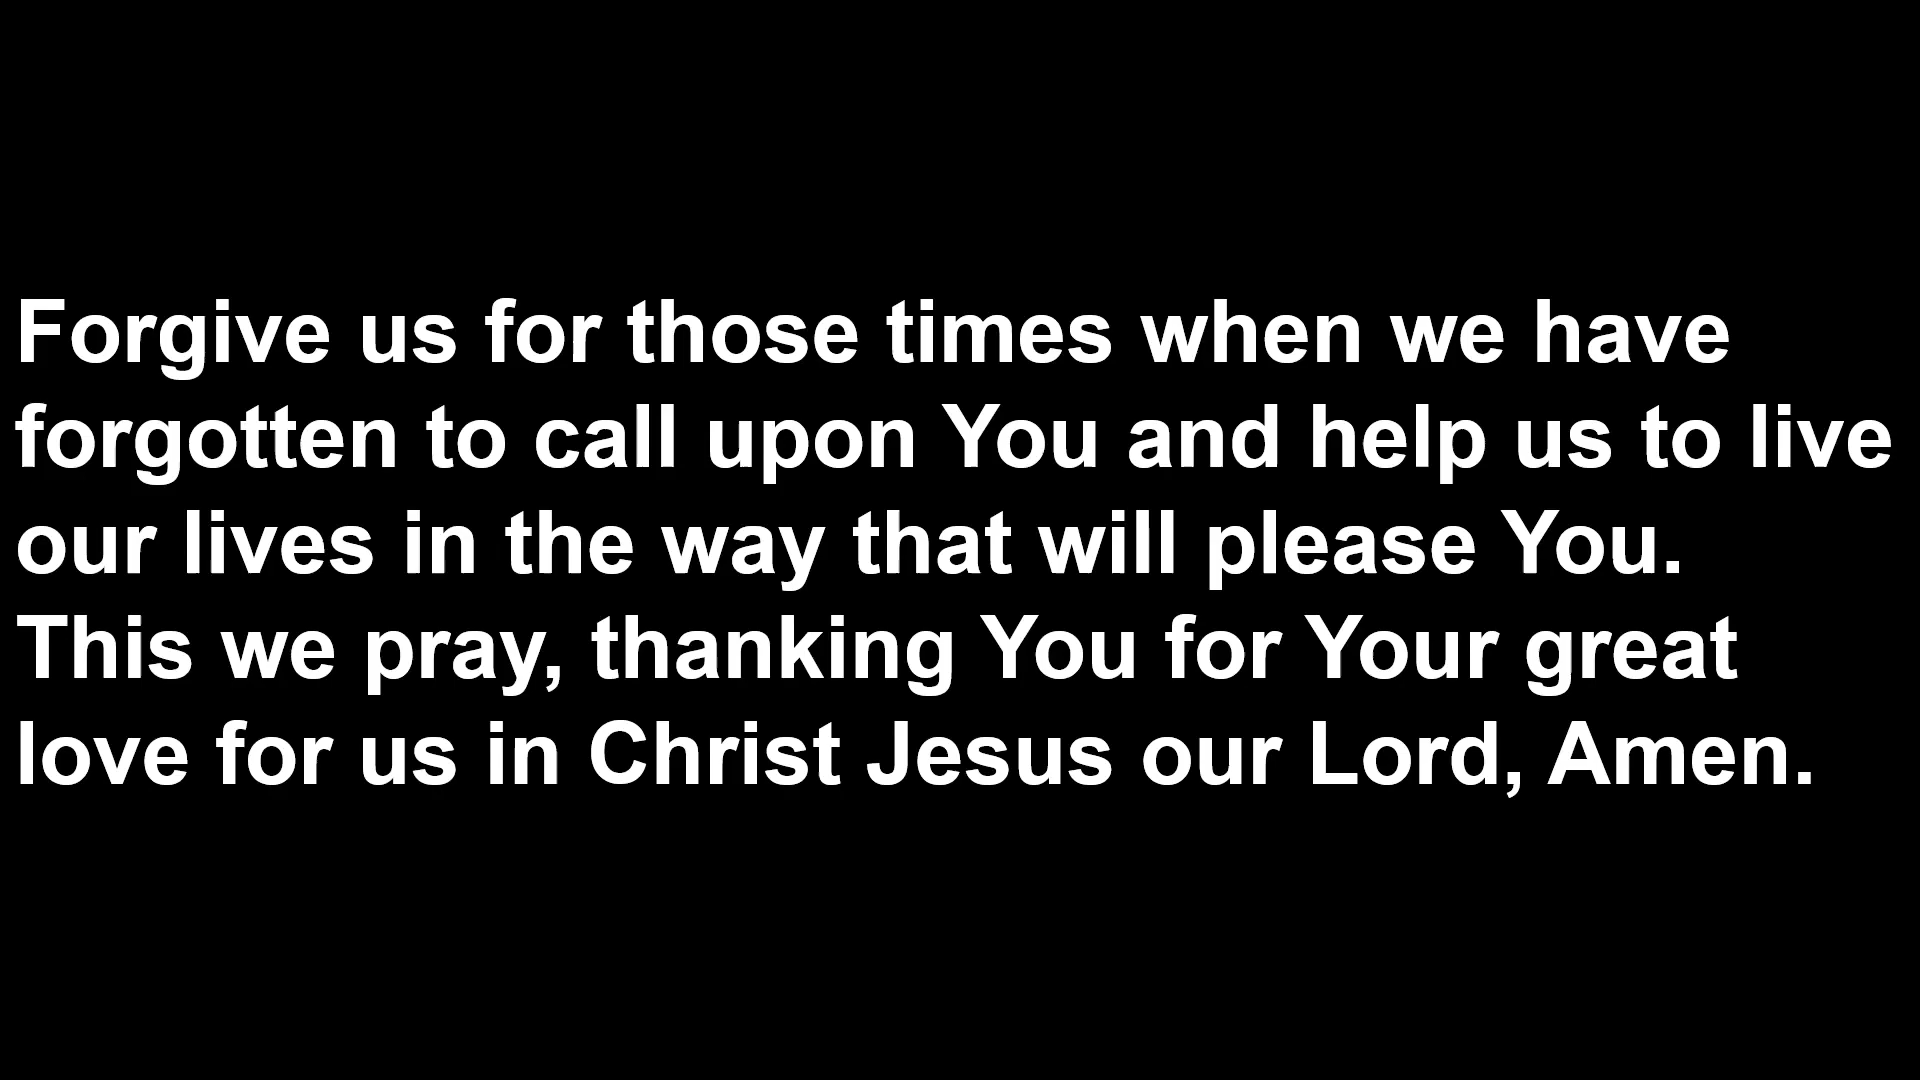 Forgive us for those times when we have
forgotten to call upon You and help us to live
our lives in the way that will please You.
This we pray, thanking You for Your great
love for us in Christ Jesus our Lord, Amen.